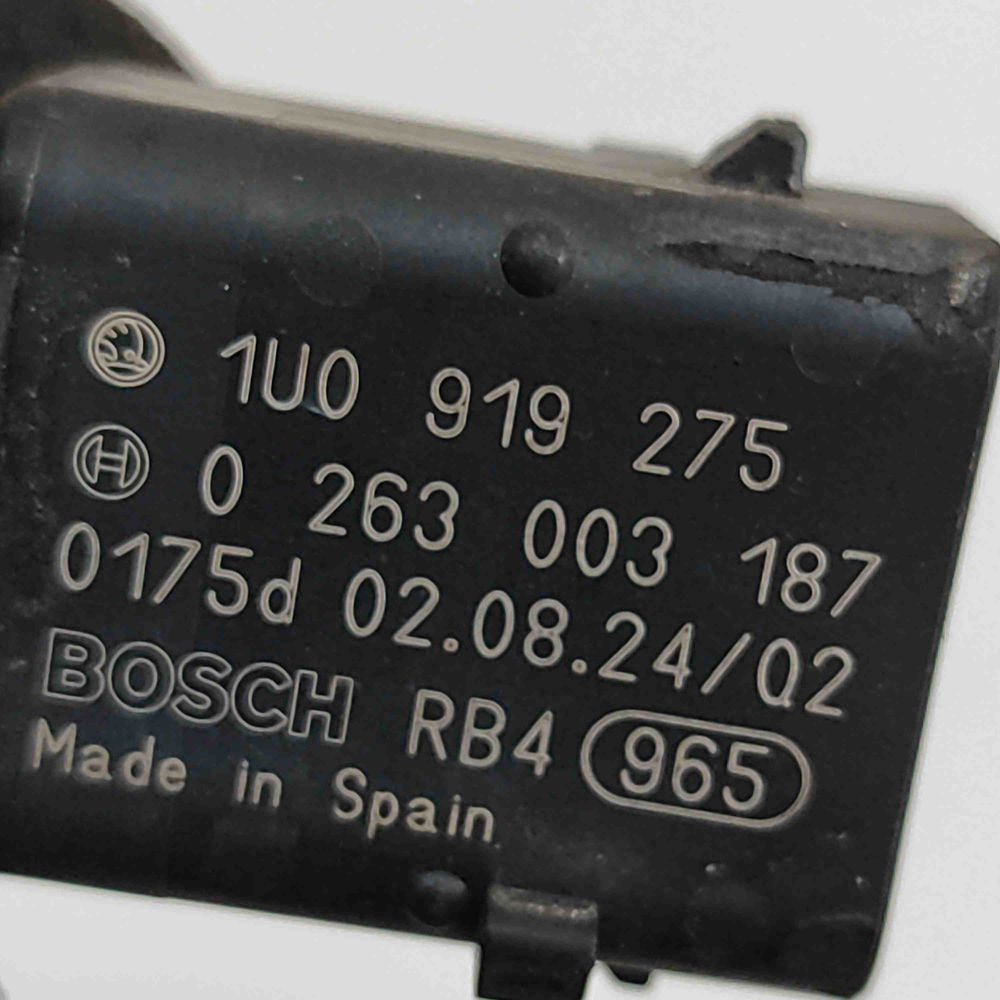 1U0 919 275
0 263 003 187
0175d 02.08.24/Q2
BOSCH RB4 965
Made in Spain